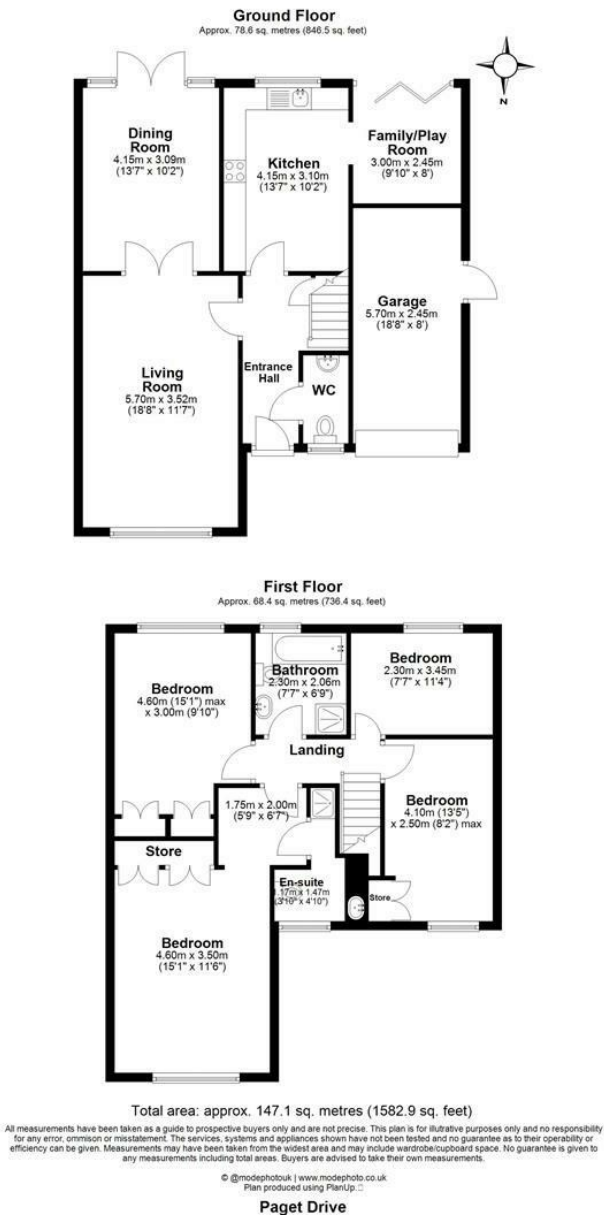 Ground Floor
Approx. 78.6 sq. metres (846.5 sq. feet)
N
Dining
Room
4.15m x 3.09m
(13'7" x 10'2")
Kitchen
4.15m x 3.10m
(13'7" x 10'2")
Family/Play
Room
3.00m x 2.45m
(9'10" x 8')
Garage
5.70m x 2.45m
(18'8" x 8')
Living
Room
5.70m x 3.52m
(18'8" x 11'7")
Entrance
Hall
WC
First Floor
Approx. 68.4 sq. metres (736.4 sq. feet)
Bedroom
4.60m (15'1") max
x 3.00m (9'10")
Bathroom
2.30m x 2.06m
(7'7" x 6'9")
Bedroom
2.30m x 3.45m
(7'7" x 11'4")
Landing
1.75m x 2.00m
(5'9" x 6'7")
Bedroom
4.10m (13'5")
x 2.50m (8'2") max
Store
En-suite
1.17m x 1.47m
(3'10" x 4'10")
Store
Bedroom
4.60m x 3.50m
(15'1" x 11'6")
Total area: approx. 147.1 sq. metres (1582.9 sq. feet)
All measurements have been taken as a guide to prospective buyers only and are not precise. This plan is for illutrative purposes only and no responsibility
for any error, ommison or misstatement. The services, systems and appliances shown have not been tested and no guarantee as to their operability or
efficiency can be given. Measurements may have been taken from the widest area and may include wardrobe/cupboard space. No guarantee is given to
any measurements including total areas. Buyers are advised to take their own measurements.
© @modephotouk | www.modephoto.co.uk
Plan produced using PlanUp.
Paget Drive